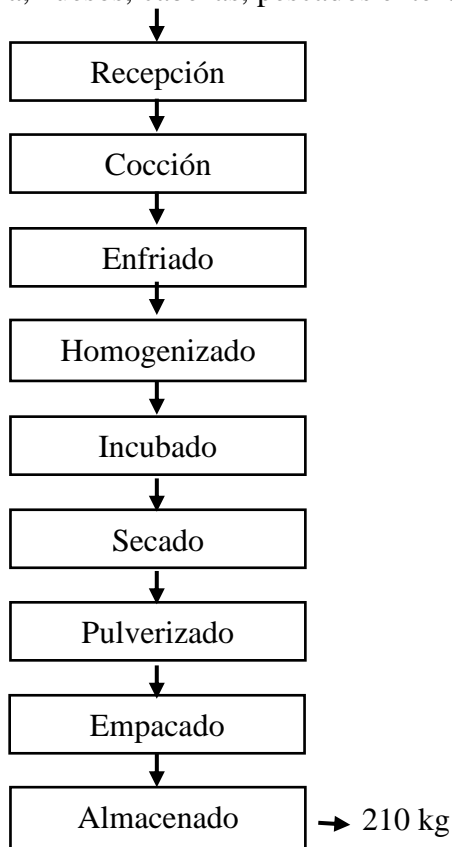 Recepción
Cocción
Enfriado
Homogenizado
Incubado
Secado
Pulverizado
Empacado
Almacenado → 210 kg